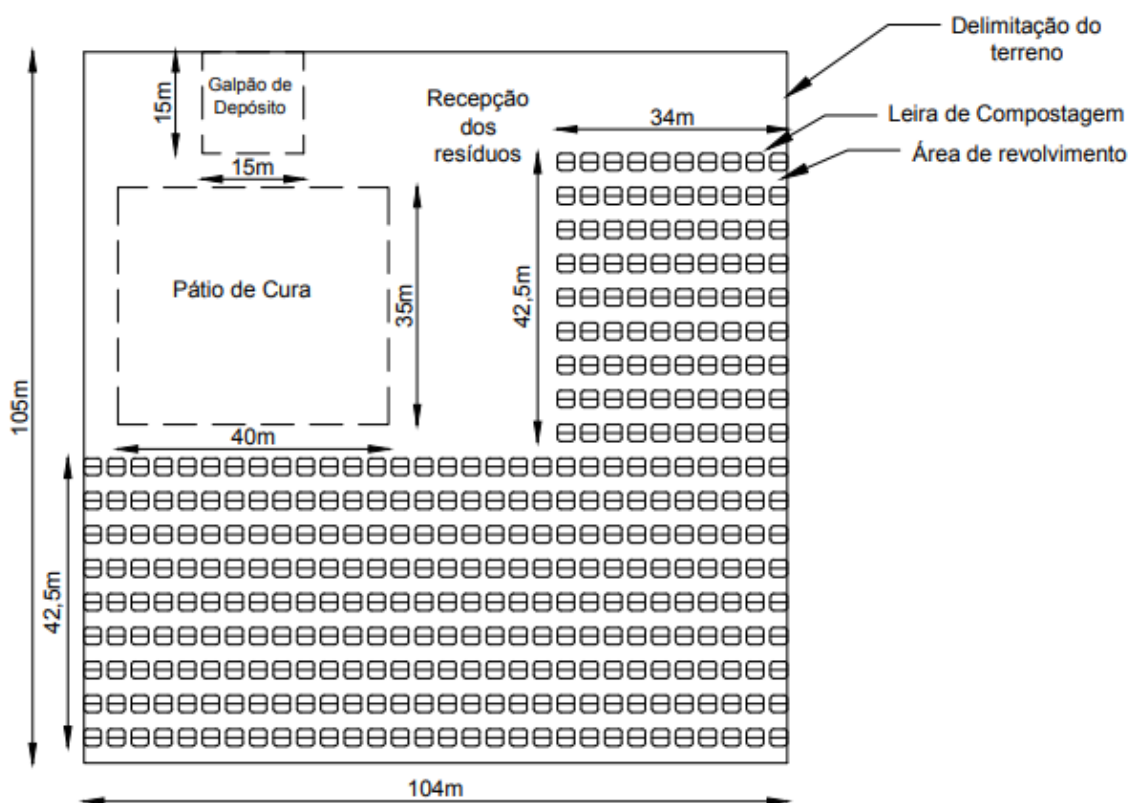 Delimitação do
terreno
Galpão de
Depósito
15m
15m
Recepção
dos
resíduos
34m
Leira de Compostagem
Área de revolvimento
Pátio de Cura
35m
42,5m
40m
105m
42,5m
104m